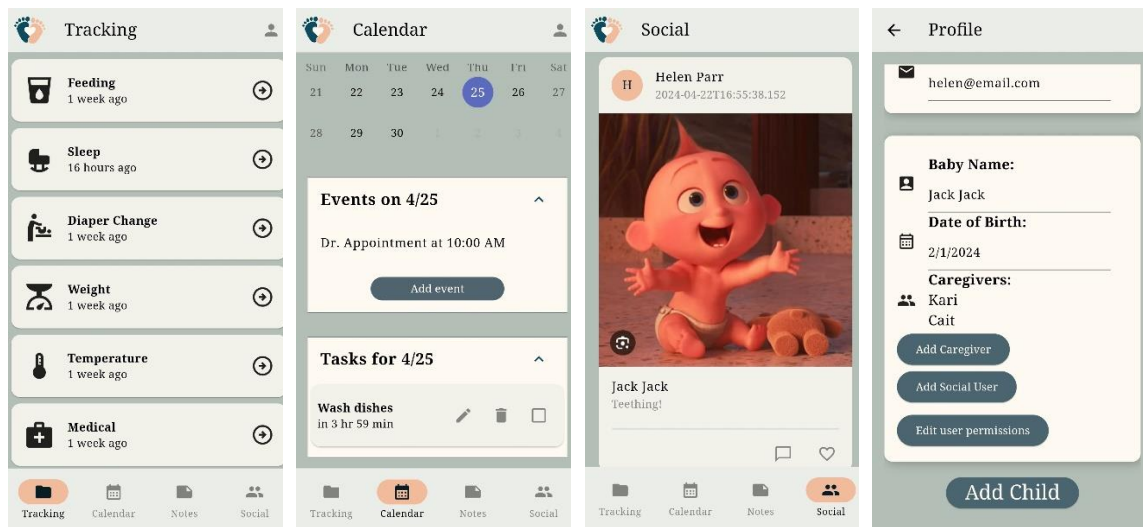 Tracking
Feeding
1 week ago
Sleep
16 hours ago
Diaper Change
1 week ago
Weight
1 week ago
Temperature
1 week ago
Medical
1 week ago
Tracking Calendar Notes Social
Calendar
Sun Mon Tue Wed Thu Fri Sat
21 22 23 24 25 26 27
28 29 30 1 2 3 4
Events on 4/25
Dr. Appointment at 10:00 AM
Add event
Tasks for 4/25
Wash dishes
in 3 hr 59 min
Tracking Calendar Notes Social
Social
H
Helen Parr
2024-04-22T16:55:38.152
Jack Jack
Teething!
Tracking Calendar Notes Social
Profile
helen@email.com
Baby Name:
Jack Jack
Date of Birth:
2/1/2024
Caregivers:
Kari
Cait
Add Caregiver
Add Social User
Edit user permissions
Add Child